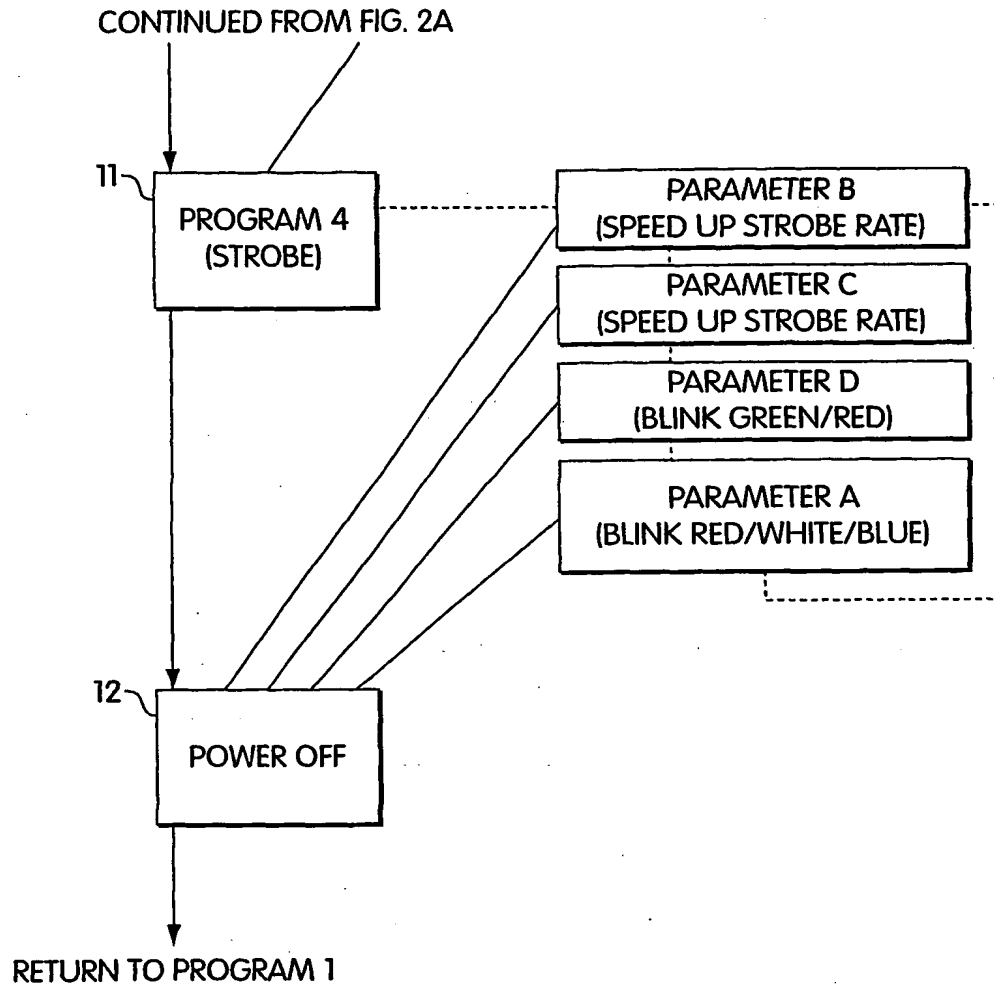 CONTINUED FROM FIG. 2A
11
PROGRAM 4
(STROBE)
PARAMETER B
(SPEED UP STROBE RATE)
PARAMETER C
(SPEED UP STROBE RATE)
PARAMETER D
(BLINK GREEN/RED)
PARAMETER A
(BLINK RED/WHITE/BLUE)
12
POWER OFF
RETURN TO PROGRAM 1